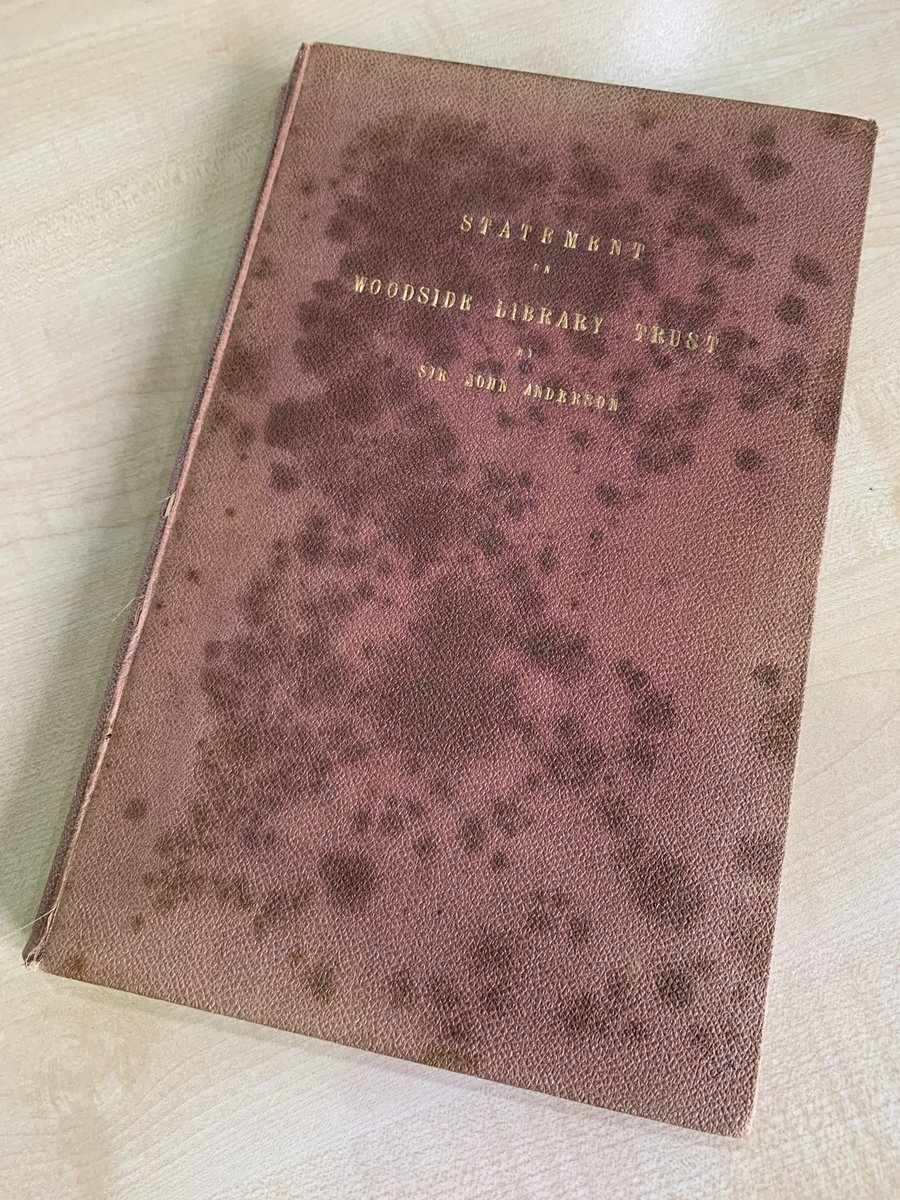 STATEMENT
ON
WOODSIDE LIBRARY TRUST
BY
SIR JOHN ANDERSON